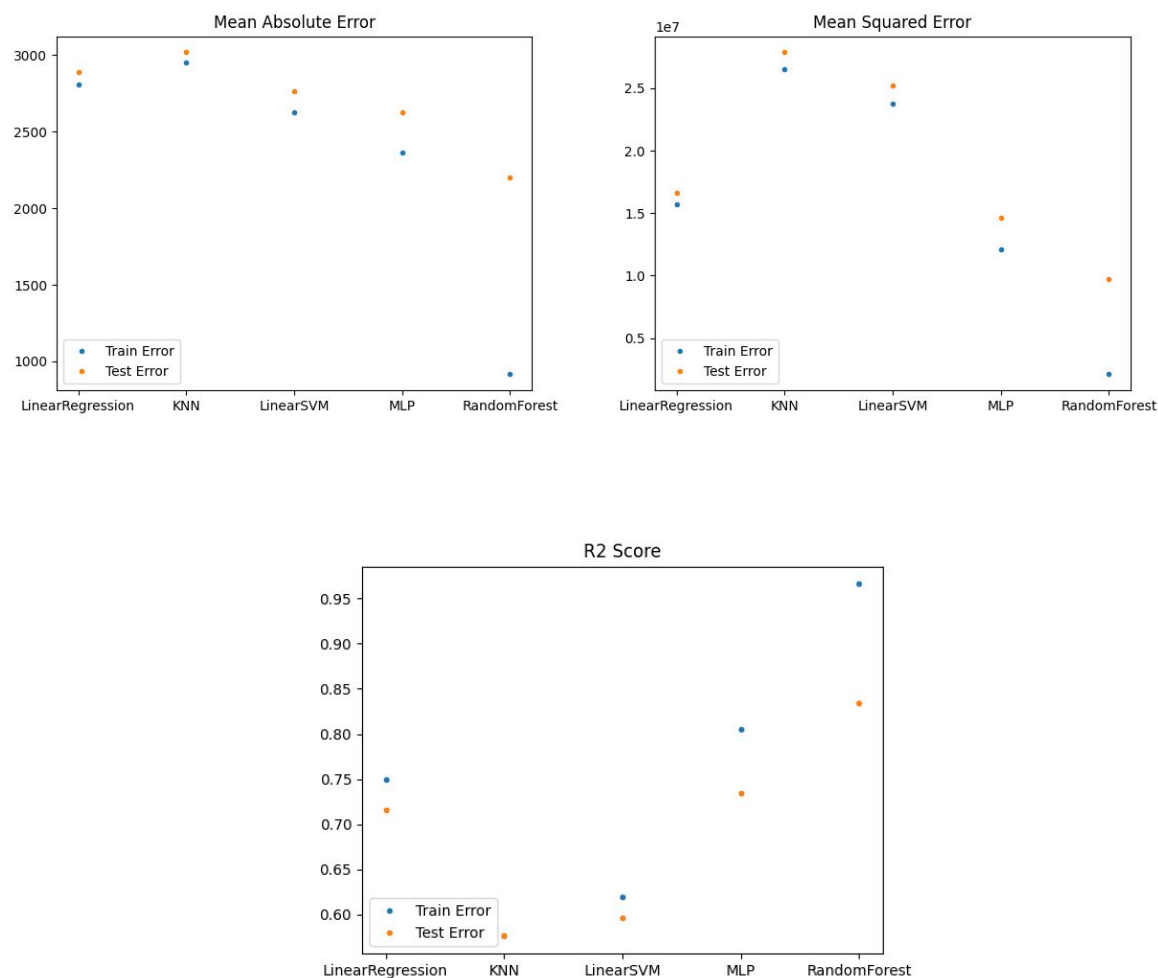 Mean Absolute Error
3000
2500
2000
1500
1000
Train Error
Test Error
LinearRegression KNN LinearSVM MLP RandomForest
Mean Squared Error
1e7
2.5
2.0
1.5
1.0
0.5
Train Error
Test Error
LinearRegression KNN LinearSVM MLP RandomForest
R2 Score
0.95
0.90
0.85
0.80
0.75
0.70
0.65
0.60
Train Error
Test Error
LinearRegression KNN LinearSVM MLP RandomForest